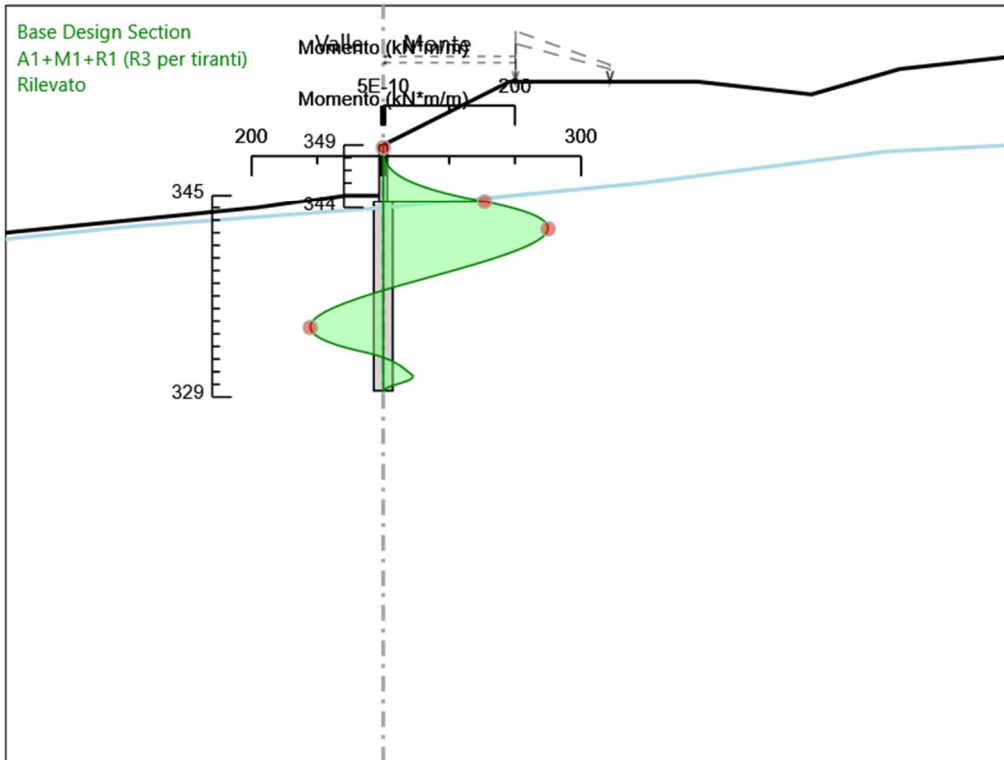 Base Design Section
A1+M1+R1 (R3 per tiranti)
Rilevato
Valle Monte
Momento (kN*m/m)
5E-10 200
Momento (kN*m/m)
200 349 300
345
344
329